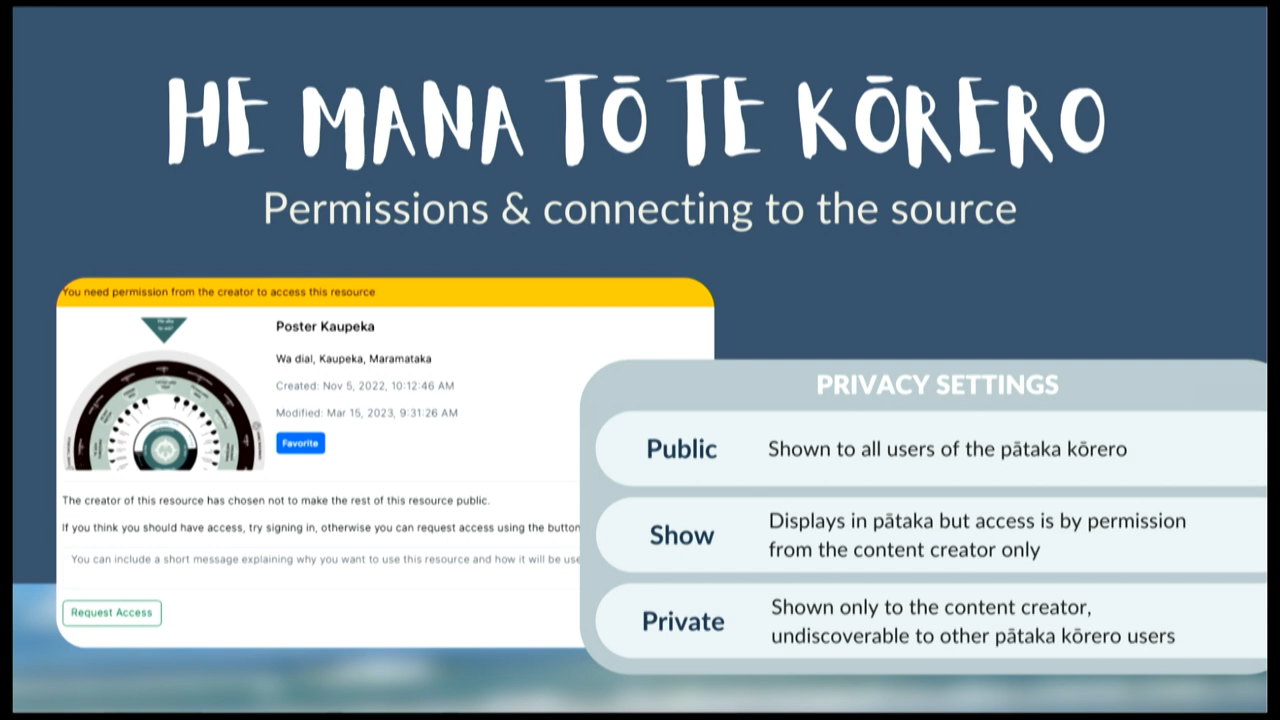 HE MANA TŌ TE KŌRERO
Permissions & connecting to the source
You need permission from the creator to access this resource
Poster Kaupeka
Wa dial, Kaupeka, Maramataka
Created: Nov 5, 2022, 10:12:46 AM
Modified: Mar 15, 2023, 9:31:26 AM
Favorite
The creator of this resource has chosen not to make the rest of this resource public.
If you think you should have access, try signing in, otherwise you can request access using the button
You can include a short message explaining why you want to use this resource and how it will be use
Request Access
PRIVACY SETTINGS
Public
Shown to all users of the pātaka kōrero
Show
Displays in pātaka but access is by permission
from the content creator only
Private
Shown only to the content creator,
undiscoverable to other pātaka kōrero users